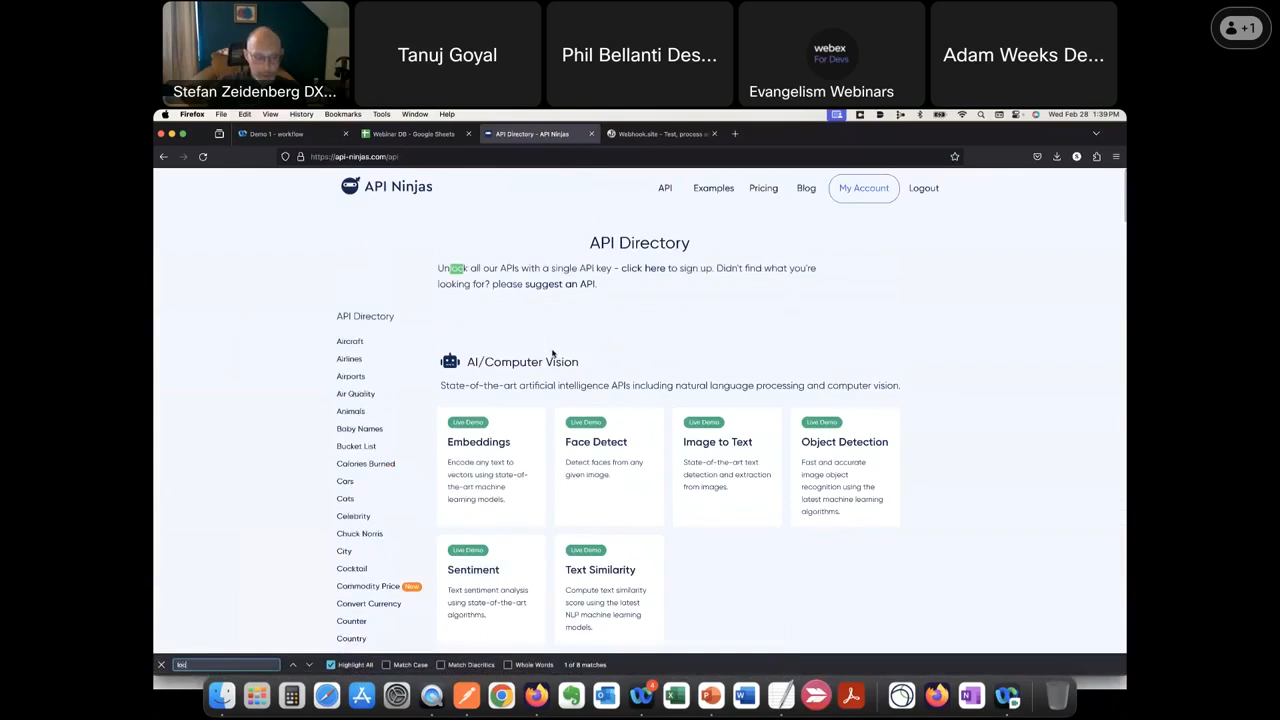 Stefan Zeidenberg DX...
Tanuj Goyal
Phil Bellanti Des...
webex
For Devs
Evangelism Webinars
Adam Weeks De...
+1
Firefox File Edit View History Bookmarks Tools Window Help
Wed Feb 28 1:39PM
Demo 1 - workflow
Webinar DB - Google Sheets
API Directory - API Ninjas
Webhook.site - Test, process a
https://api-ninjas.com/api
API Ninjas
API Examples Pricing Blog My Account Logout
API Directory
Unlock all our APIs with a single API key - click here to sign up. Didn't find what you're
looking for? please suggest an API.
API Directory
Aircraft
Airlines
Airports
Air Quality
Animals
Baby Names
Bucket List
Calories Burned
Cars
Cats
Celebrity
Chuck Norris
City
Cocktail
Commodity Price New
Convert Currency
Counter
Country
AI/Computer Vision
State-of-the-art artificial intelligence APIs including natural language processing and computer vision.
Live Demo
Embeddings
Encode any text to
vectors using state-of-
the-art machine
learning models.
Live Demo
Face Detect
Detect faces from any
given image.
Live Demo
Image to Text
State-of-the-art text
detection and extraction
from images.
Live Demo
Object Detection
Fast and accurate
image object
recognition using the
latest machine learning
algorithms.
Live Demo
Sentiment
Text sentiment analysis
using state-of-the-art
algorithms.
Live Demo
Text Similarity
Compute text similarity
score using the latest
NLP machine learning
models.
loc
Highlight All Match Case Match Diacritics Whole Words 1 of 8 matches
4